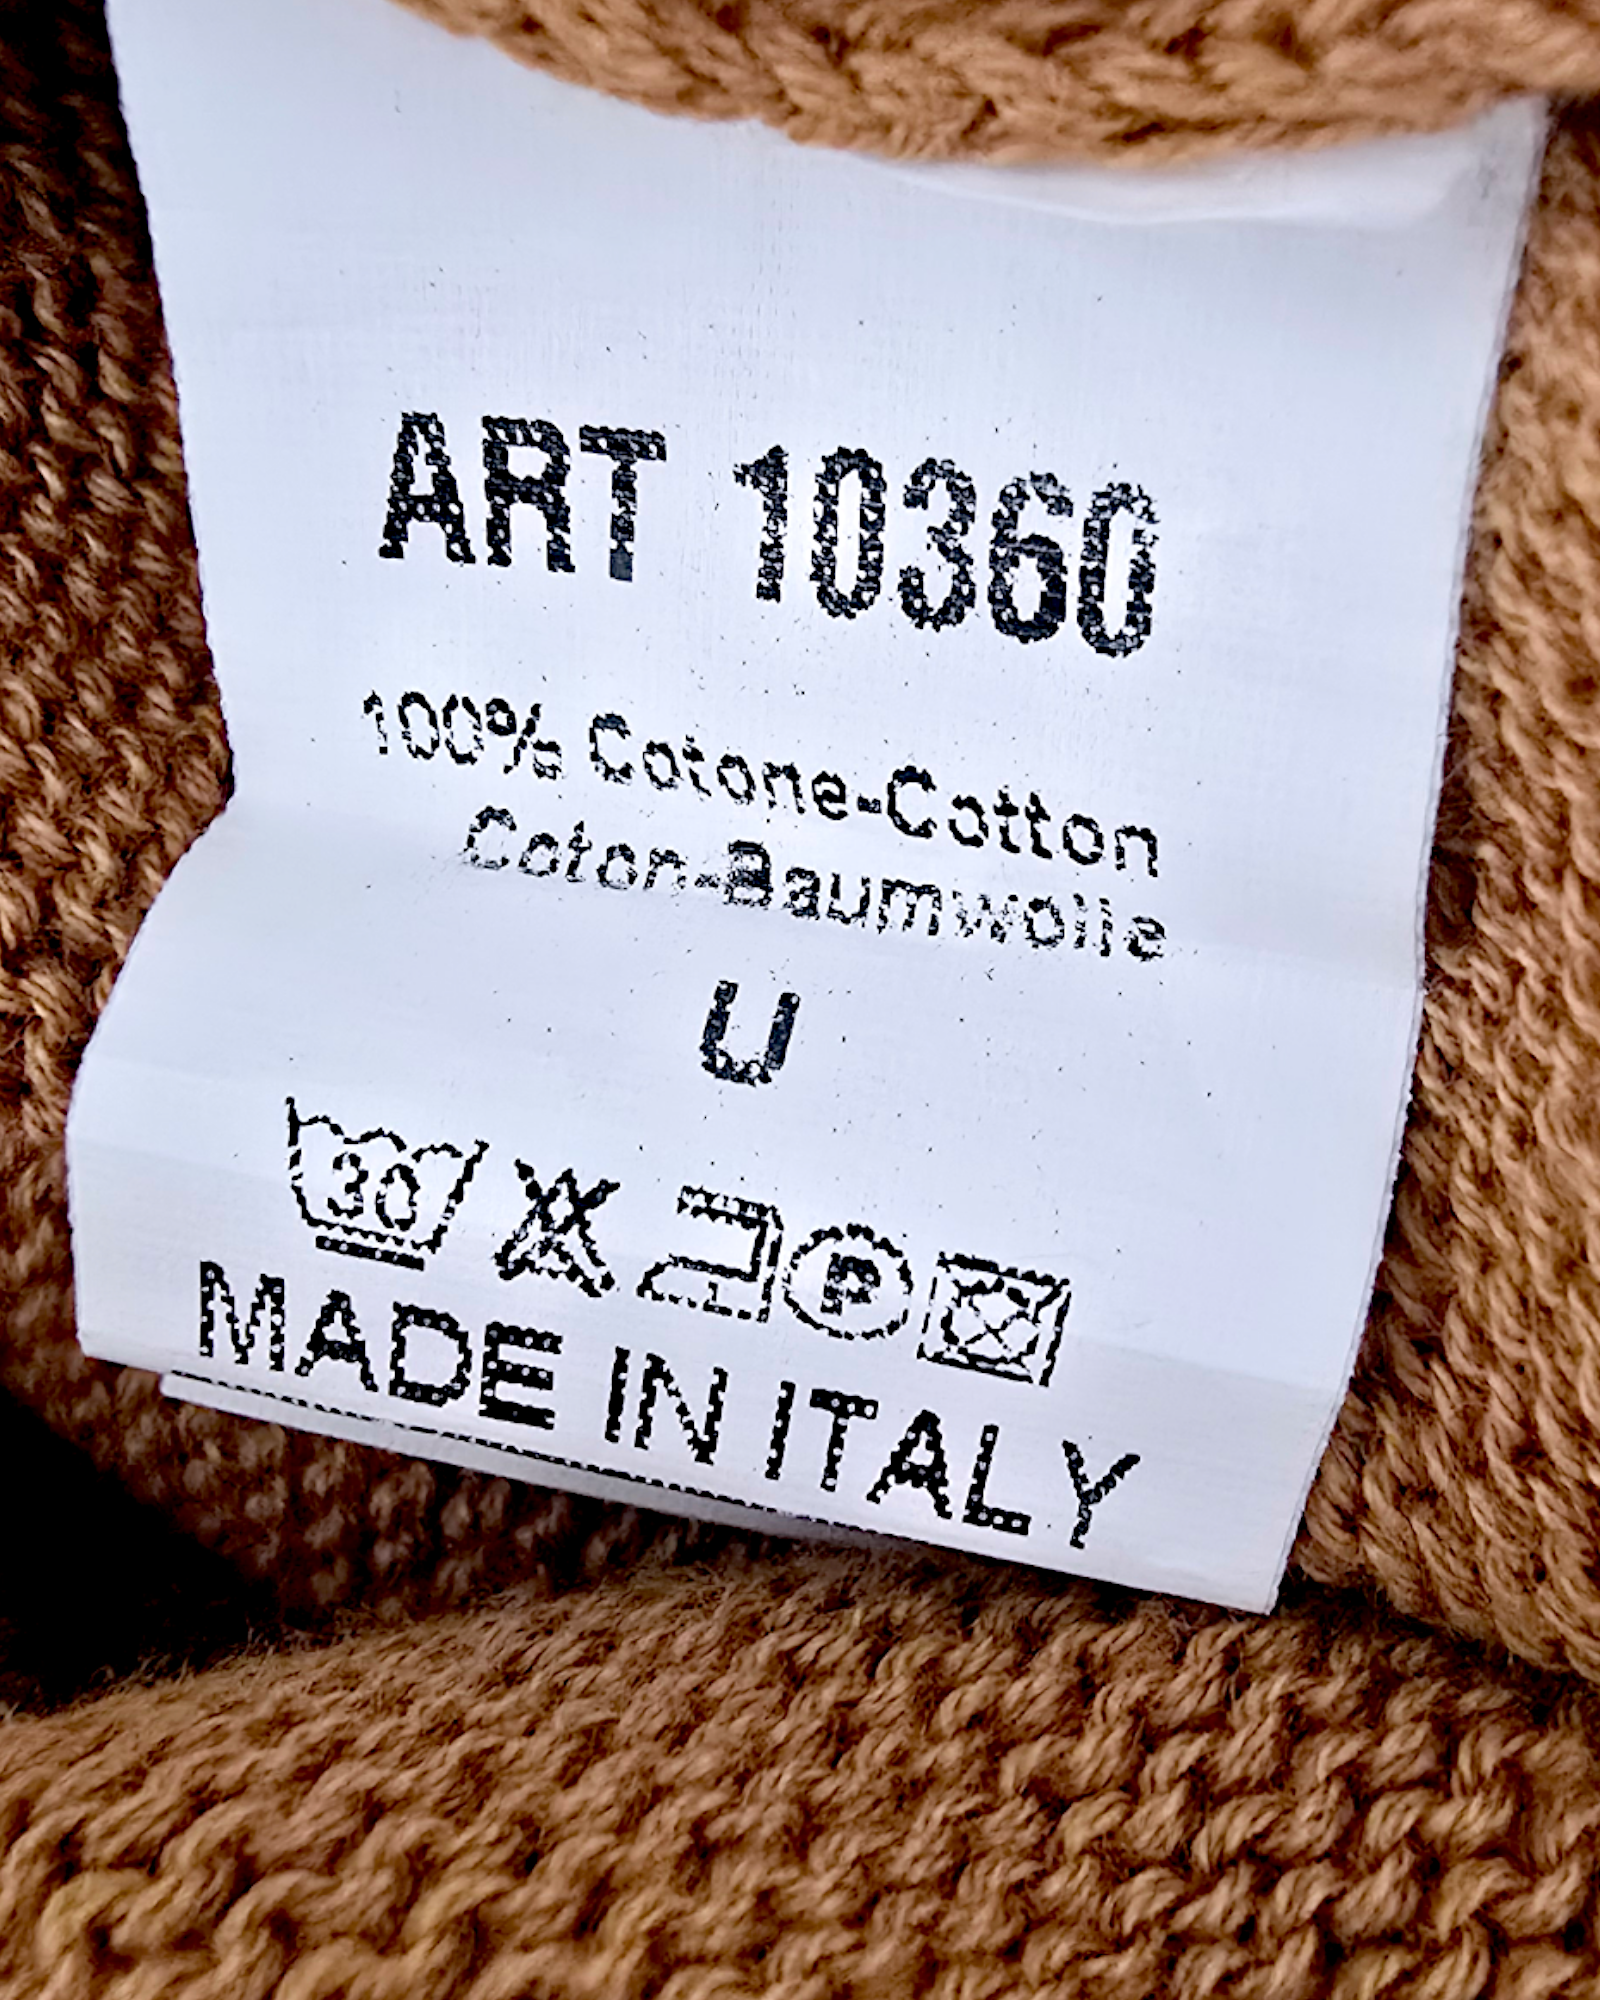 ART 10360
100% Cotone-Cotton
Coton-Baumwolle
U
30 P
MADE IN ITALY